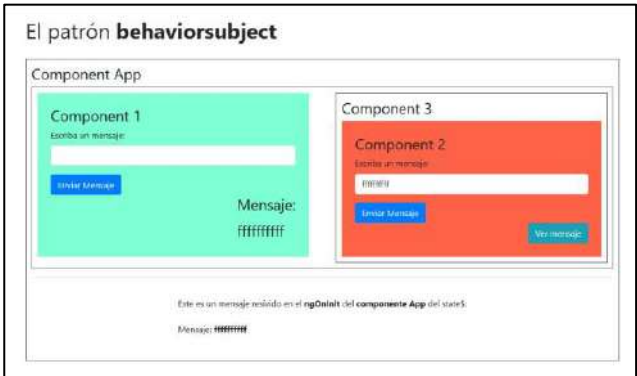 El patrón behaviorsubject
Component App
Component 1
Escriba un mensaje:
Enviar Mensaje
Mensaje:
ffffffffff
Component 3
Component 2
Escriba un mensaje:
ffffffffff
Enviar Mensaje
Ver mensaje
Este es un mensaje recivido en el ngOnInit del componente App del state$:
Mensaje: ffffffffff